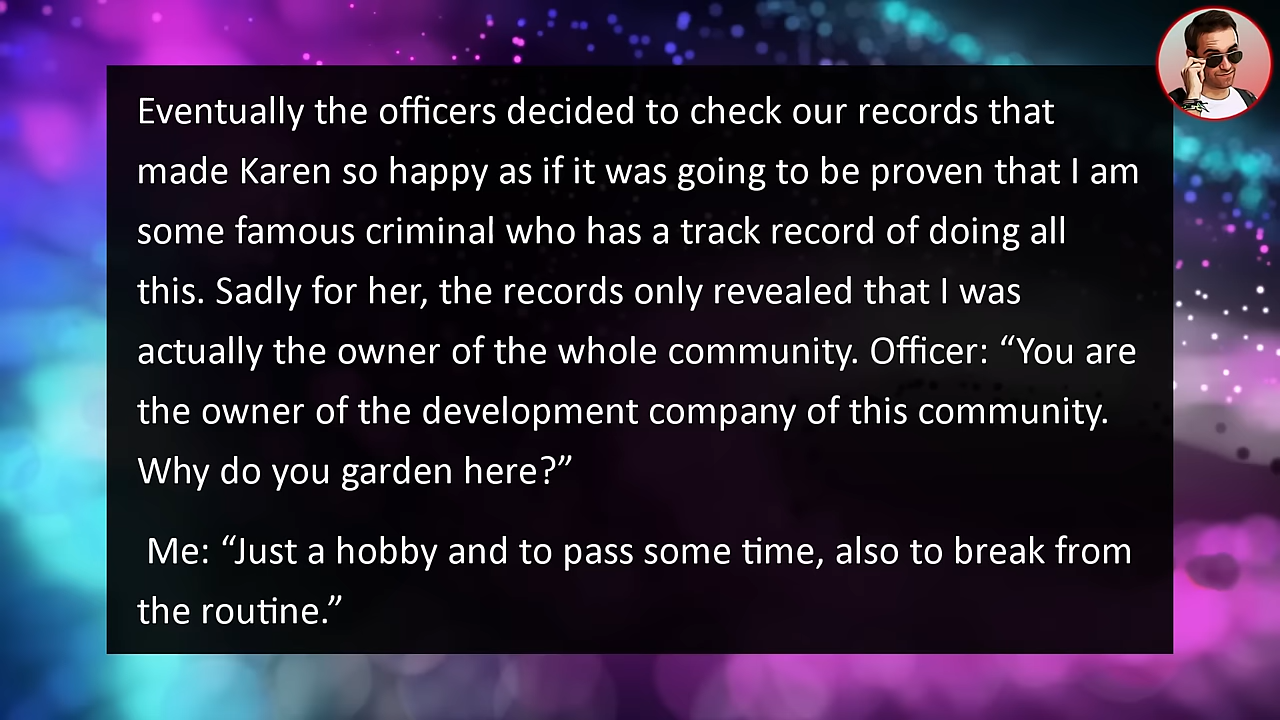 Eventually the officers decided to check our records that
made Karen so happy as if it was going to be proven that I am
some famous criminal who has a track record of doing all
this. Sadly for her, the records only revealed that I was
actually the owner of the whole community. Officer: “You are
the owner of the development company of this community.
Why do you garden here?”
Me: “Just a hobby and to pass some time, also to break from
the routine.”